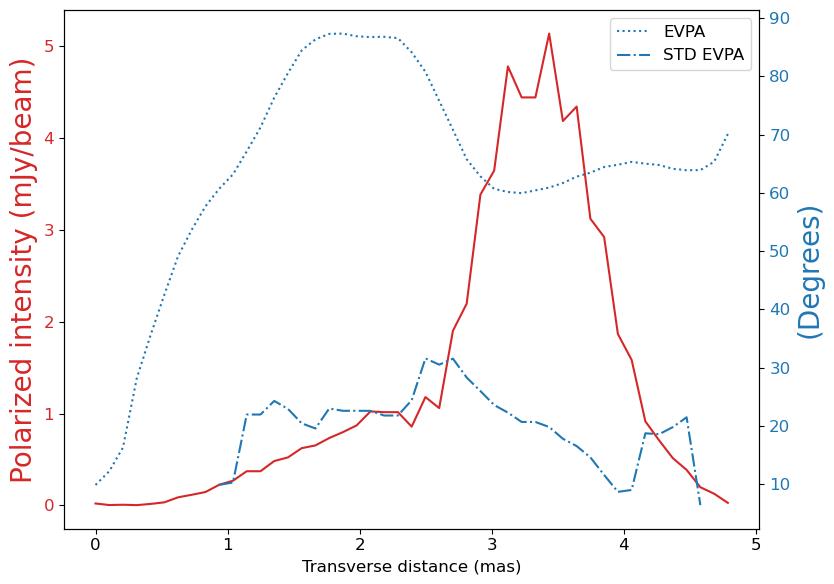 EVPA
STD EVPA
Polarized intensity (mJy/beam)
5
4
3
2
1
0
90
80
70
60
50
40
30
20
10
(Degrees)
0 1 2 3 4 5
Transverse distance (mas)